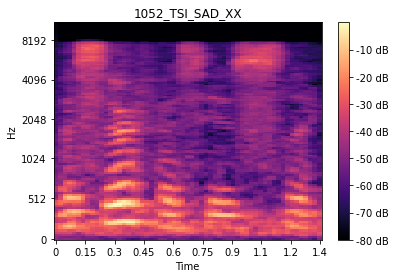 1052_TSI_SAD_XX
8192
4096
2048
1024
512
0
Hz
0 0.15 0.3 0.45 0.6 0.75 0.9 1.1 1.2 1.4
Time
-10 dB
-20 dB
-30 dB
-40 dB
-50 dB
-60 dB
-70 dB
-80 dB